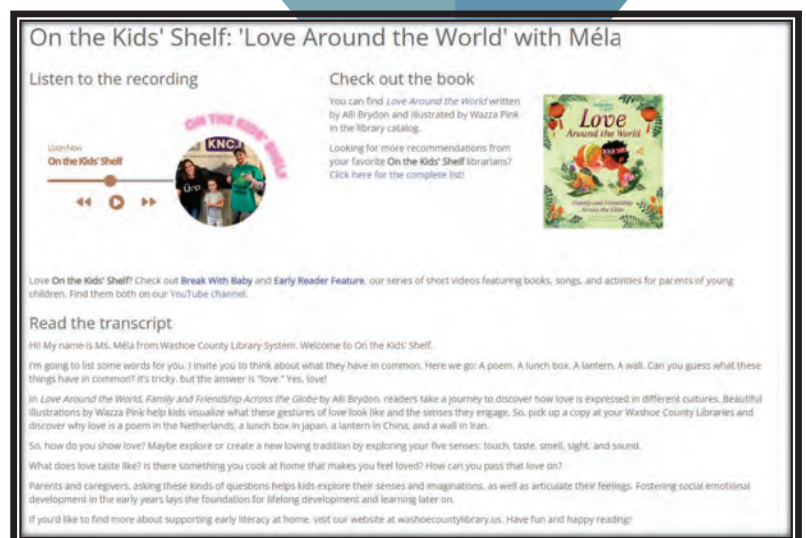 On the Kids' Shelf: 'Love Around the World' with Méla
Listen to the recording
Listen Now
On the Kids' Shelf
ON THE KIDS' SHELF
KNCJ
Check out the book
You can find Love Around the World written
by Alli Brydon and illustrated by Wazza Pink
in the library catalog.
Looking for more recommendations from
your favorite On the Kids' Shelf librarians?
Click here for the complete list!
Love
Around the World
Family and Friendship
Across the Globe
Love On the Kids' Shelf? Check out Break With Baby and Early Reader Feature, our series of short videos featuring books, songs, and activities for parents of young
children. Find them both on our YouTube channel.
Read the transcript
Hi! My name is Ms. Méla from Washoe County Library System. Welcome to On the Kids' Shelf.
I'm going to list some words for you. I invite you to think about what they have in common. Here we go: A poem. A lunch box. A lantern. A wall. Can you guess what these
things have in common? It's tricky, but the answer is "love." Yes, love!
In Love Around the World, Family and Friendship Across the Globe by Alli Brydon, readers take a journey to discover how love is expressed in different cultures. Beautiful
illustrations by Wazza Pink help kids visualize what these gestures of love look like and the senses they engage. So, pick up a copy at your Washoe County Libraries and
discover why love is a poem in the Netherlands, a lunch box in Japan, a lantern in China, and a wall in Iran.
So, how do you show love? Maybe explore or create a new loving tradition by exploring your five senses: touch, taste, smell, sight, and sound.
What does love taste like? Is there something you cook at home that makes you feel loved? How can you pass that love on?
Parents and caregivers, asking these kinds of questions helps kids explore their senses and imaginations, as well as articulate their feelings. Fostering social emotional
development in the early years lays the foundation for lifelong development and learning later on.
If you'd like to find more about supporting early literacy at home, visit our website at washoecountylibrary.us. Have fun and happy reading!